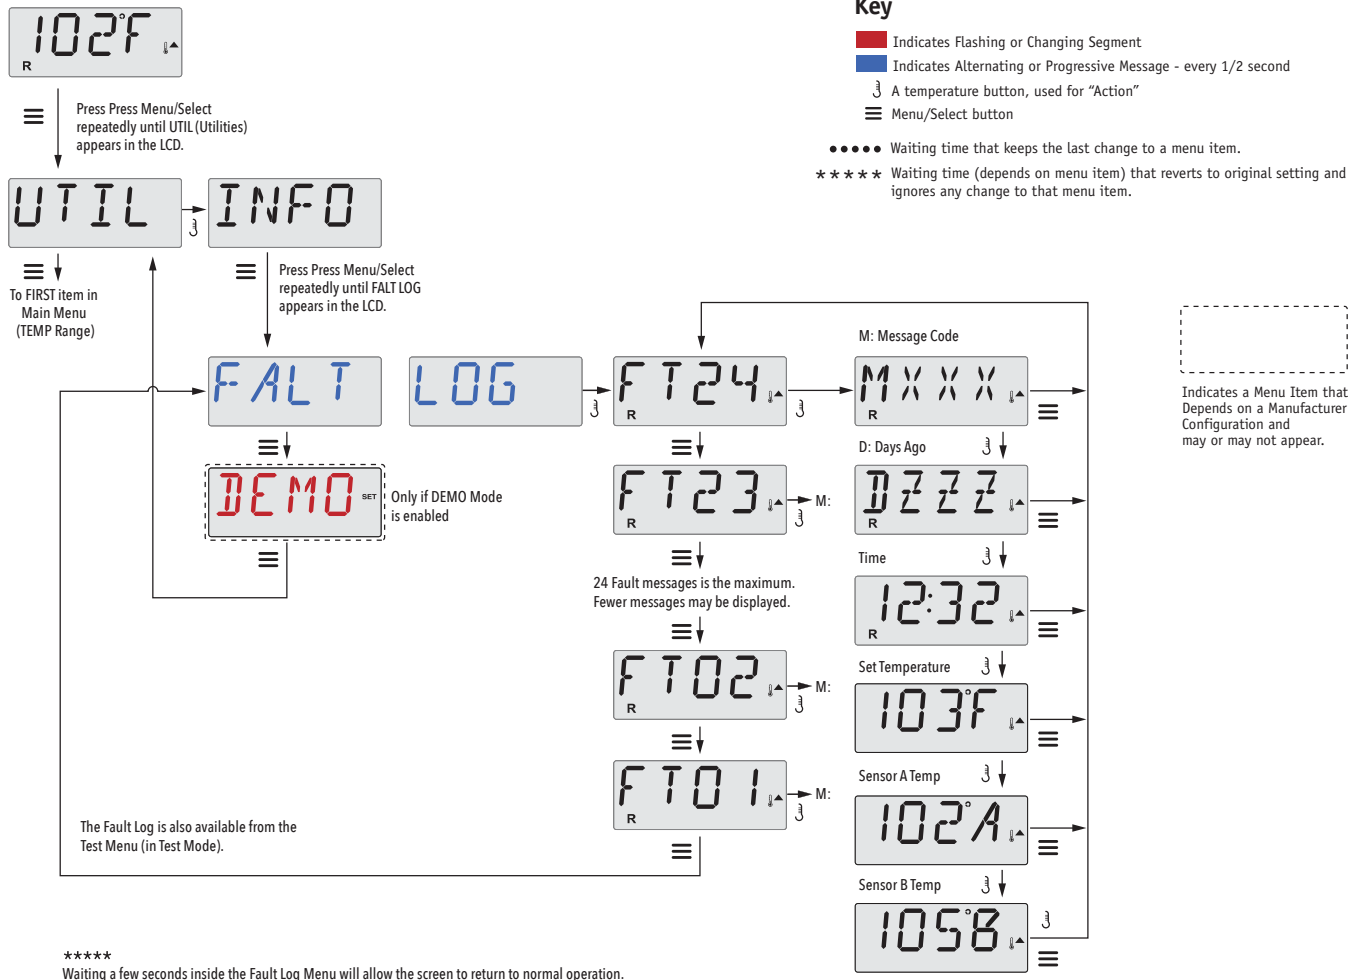 Key
Indicates Flashing or Changing Segment
Indicates Alternating or Progressive Message - every 1/2 second
A temperature button, used for “Action”
Menu/Select button
Waiting time that keeps the last change to a menu item.
***** Waiting time (depends on menu item) that reverts to original setting and
ignores any change to that menu item.
102°F
R
Press Press Menu/Select
repeatedly until UTIL (Utilities)
appears in the LCD.
UTIL
INFO
To FIRST item in
Main Menu
(TEMP Range)
Press Press Menu/Select
repeatedly until FALT LOG
appears in the LCD.
FALT
LOG
DEMO
SET
Only if DEMO Mode
is enabled
FT24
R
FT23
R
M:
24 Fault messages is the maximum.
Fewer messages may be displayed.
FT02
R
M:
FT01
R
M:
M: Message Code
MXXX
R
D: Days Ago
DZZZ
R
Time
12:32
R
Set Temperature
103°F
Sensor A Temp
102°A
Sensor B Temp
105°B
Indicates a Menu Item that
Depends on a Manufacturer
Configuration and
may or may not appear.
The Fault Log is also available from the
Test Menu (in Test Mode).
*****
Waiting a few seconds inside the Fault Log Menu will allow the screen to return to normal operation.